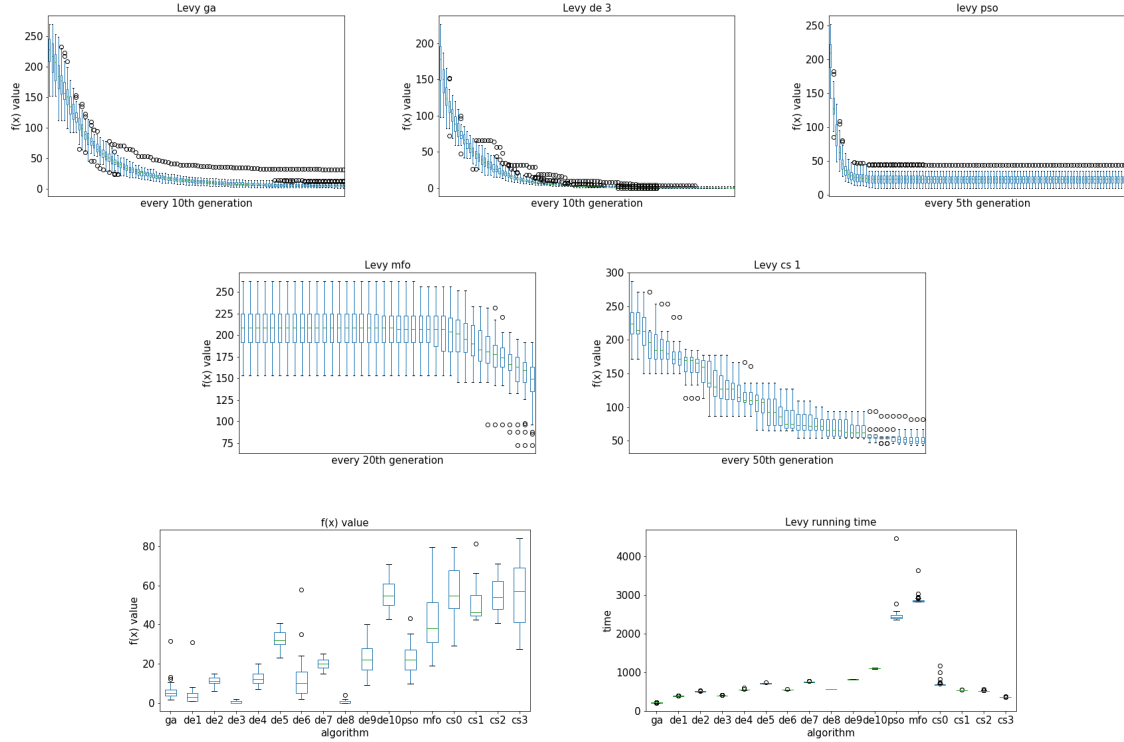 Levy ga
250
200
150
100
50
0
f(x) value
every 10th generation
Levy de 3
200
150
100
50
0
f(x) value
every 10th generation
levy pso
250
200
150
100
50
0
f(x) value
every 5th generation
Levy mfo
250
225
200
175
150
125
100
75
f(x) value
every 20th generation
Levy cs 1
300
250
200
150
100
50
f(x) value
every 50th generation
f(x) value
80
60
40
20
0
f(x) value
ga de1 de2 de3 de4 de5 de6 de7 de8 de9 de10 pso mfo cs0 cs1 cs2 cs3
algorithm
Levy running time
4000
3000
2000
1000
0
time
ga de1 de2 de3 de4 de5 de6 de7 de8 de9 de10 pso mfo cs0 cs1 cs2 cs3
algorithm